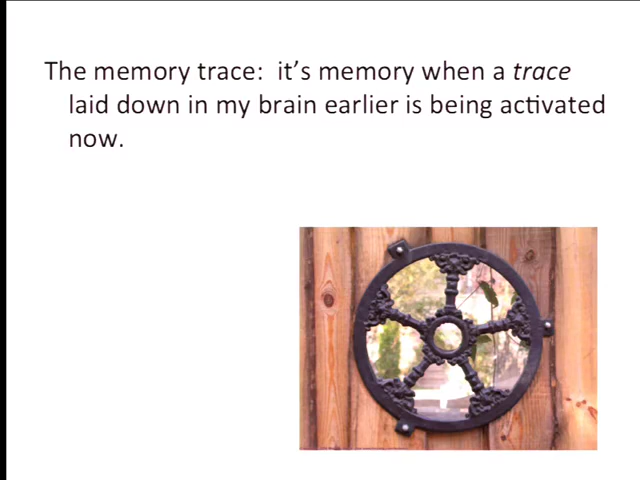 The memory trace: it's memory when a trace
laid down in my brain earlier is being activated
now.